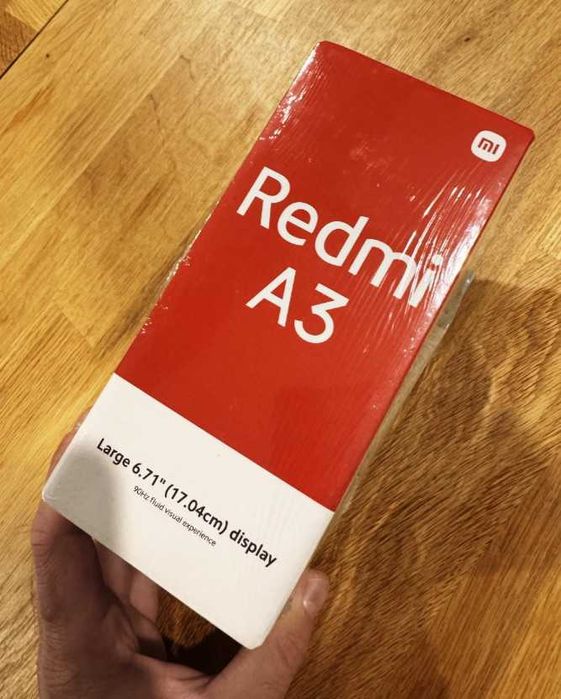 mi
Redmi
A3
Large 6.71" (17.04cm) display
90Hz fluid visual experience